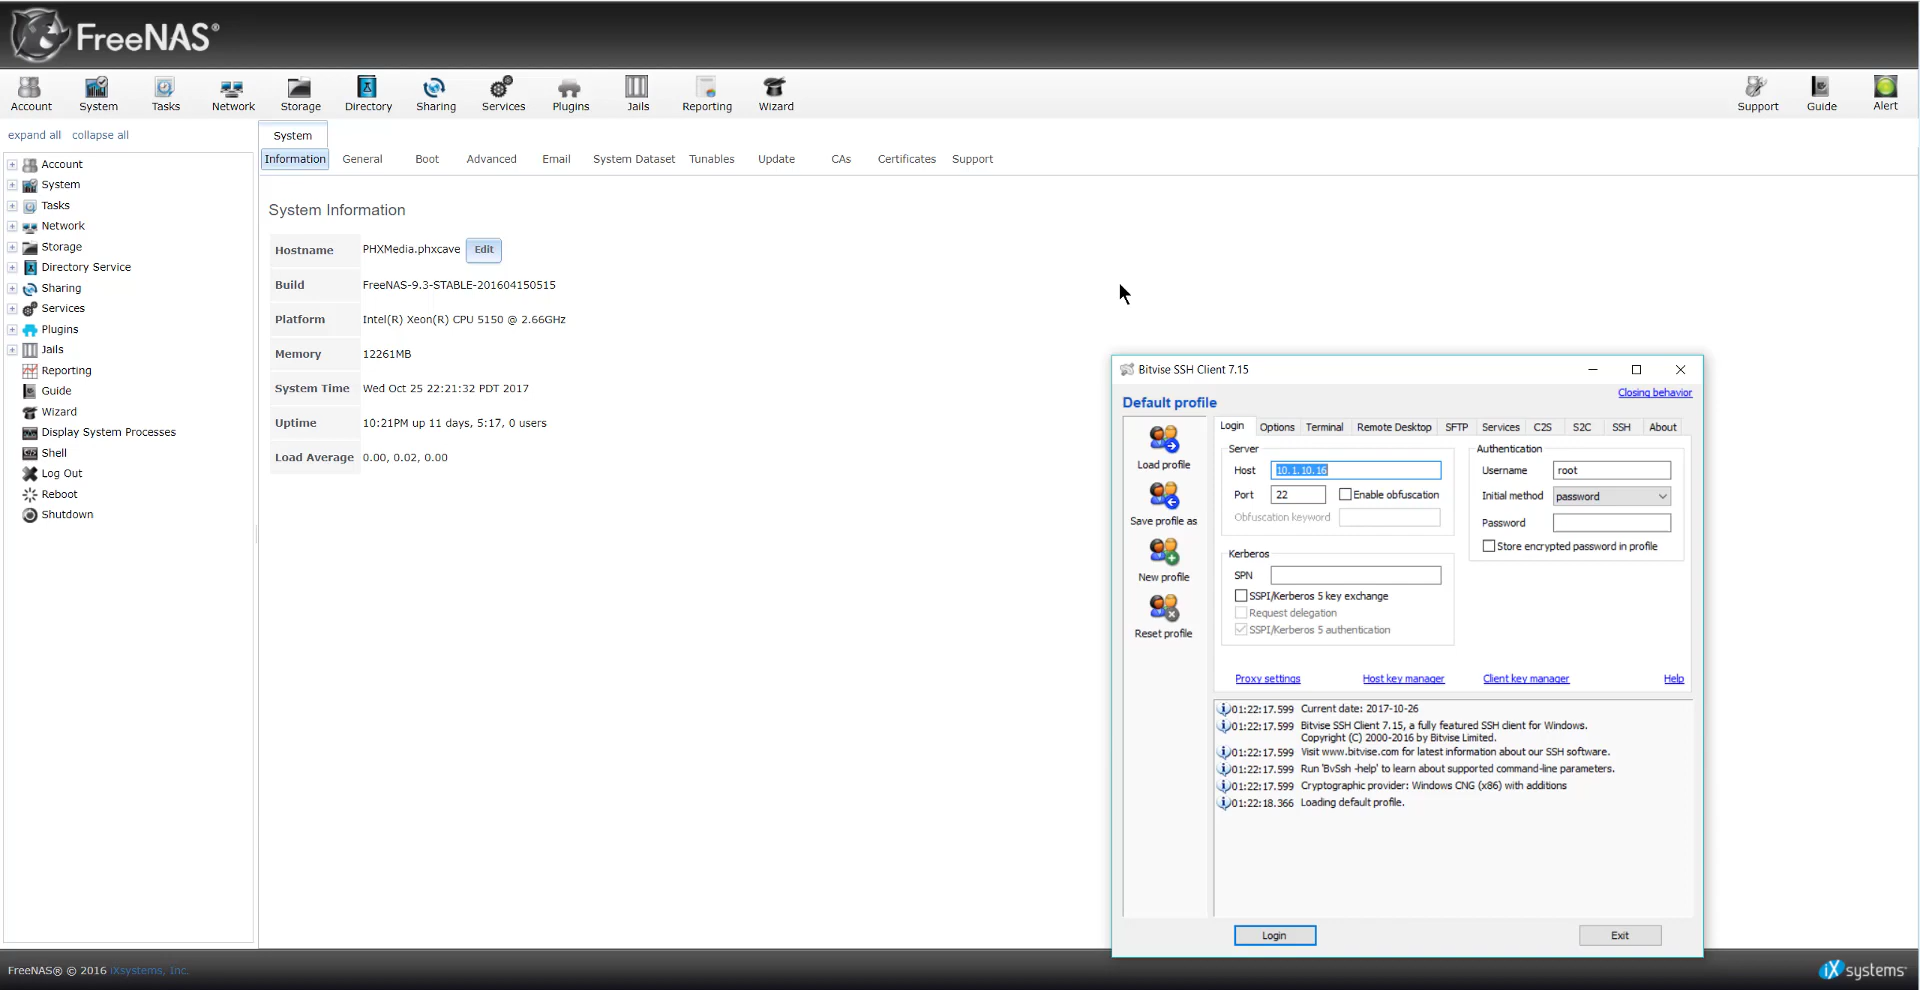 FreeNAS®
Account System Tasks Network Storage Directory Sharing Services Plugins Jails Reporting Wizard Support Guide Alert
expand all collapse all
Account
System
Tasks
Network
Storage
Directory Service
Sharing
Services
Plugins
Jails
Reporting
Guide
Wizard
Display System Processes
Shell
Log Out
Reboot
Shutdown
System
Information General Boot Advanced Email System Dataset Tunables Update CAs Certificates Support
System Information
Hostname PHXMedia.phxcave Edit
Build FreeNAS-9.3-STABLE-201604150515
Platform Intel(R) Xeon(R) CPU 5150 @ 2.66GHz
Memory 12261MB
System Time Wed Oct 25 22:21:32 PDT 2017
Uptime 10:21PM up 11 days, 5:17, 0 users
Load Average 0.00, 0.02, 0.00
Bitvise SSH Client 7.15
Closing behavior
Default profile
Load profile
Save profile as
New profile
Reset profile
Login Options Terminal Remote Desktop SFTP Services C2S S2C SSH About
Server
Host 10.1.10.16
Port 22 Enable obfuscation
Obfuscation keyword
Kerberos
SPN
SSPI/Kerberos 5 key exchange
Request delegation
SSPI/Kerberos 5 authentication
Authentication
Username root
Initial method password
Password
Store encrypted password in profile
Proxy settings Host key manager Client key manager Help
01:22:17.599 Current date: 2017-10-26
01:22:17.599 Bitvise SSH Client 7.15, a fully featured SSH client for Windows.
Copyright (C) 2000-2016 by Bitvise Limited.
01:22:17.599 Visit www.bitvise.com for latest information about our SSH software.
01:22:17.599 Run 'BvSsh -help' to learn about supported command-line parameters.
01:22:17.599 Cryptographic provider: Windows CNG (x86) with additions
01:22:18.366 Loading default profile.
Login Exit
FreeNAS® © 2016 iXsystems, Inc.
iXsystems